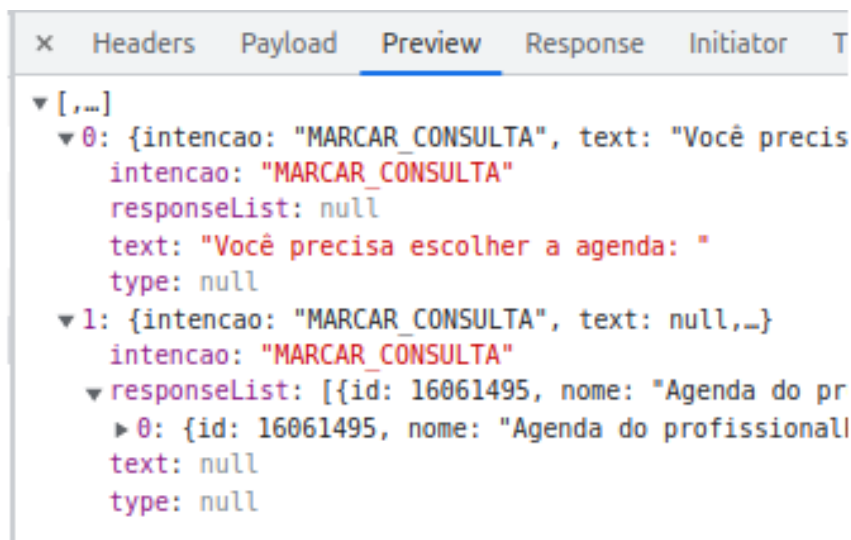 × Headers Payload Preview Response Initiator T
▼ [,…]
▼ 0: {intencao: "MARCAR_CONSULTA", text: "Você precis
intencao: "MARCAR_CONSULTA"
responseList: null
text: "Você precisa escolher a agenda: "
type: null
▼ 1: {intencao: "MARCAR_CONSULTA", text: null,…}
intencao: "MARCAR_CONSULTA"
▼ responseList: [{id: 16061495, nome: "Agenda do pr
▶ 0: {id: 16061495, nome: "Agenda do profissional
text: null
type: null